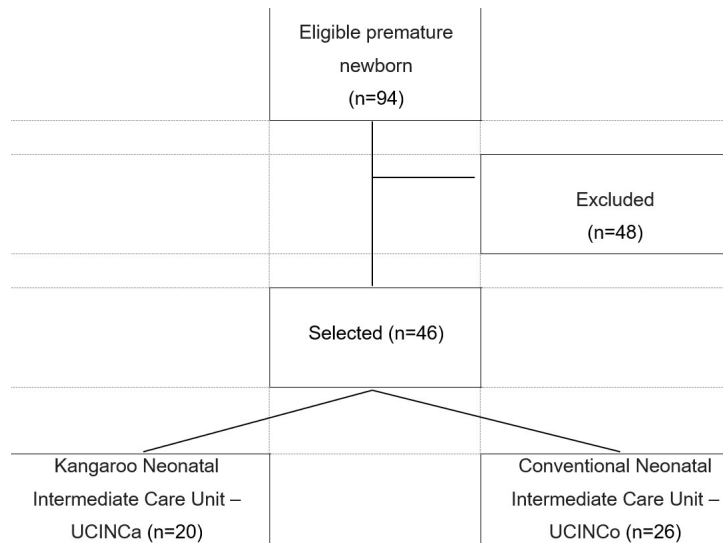 Eligible premature
newborn
(n=94)
Excluded
(n=48)
Selected (n=46)
Kangaroo Neonatal
Intermediate Care Unit –
UCINCa (n=20)
Conventional Neonatal
Intermediate Care Unit –
UCINCo (n=26)